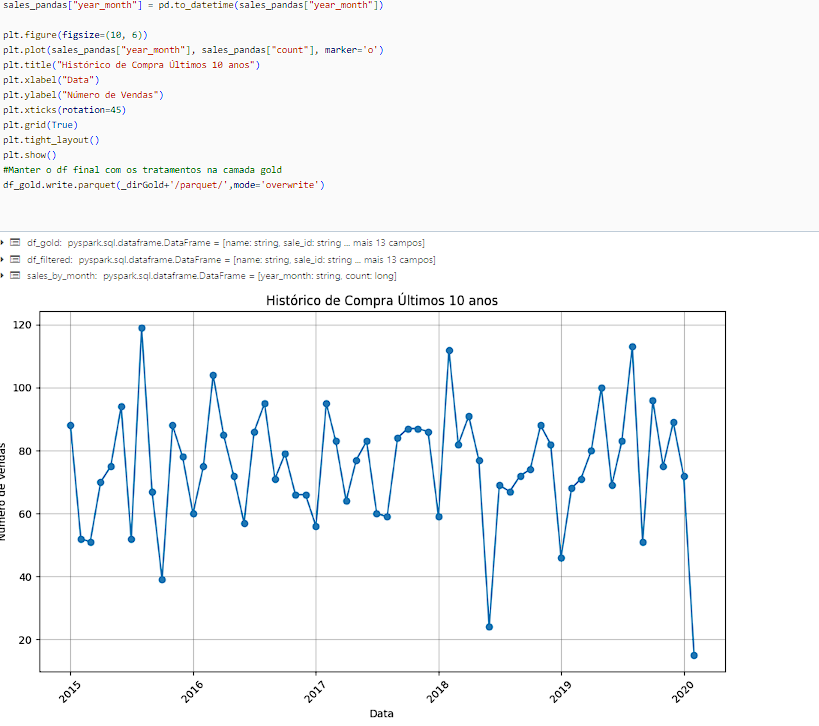 sales_pandas["year_month"] = pd.to_datetime(sales_pandas["year_month"])
plt.figure(figsize=(10, 6))
plt.plot(sales_pandas["year_month"], sales_pandas["count"], marker='o')
plt.title("Histórico de Compra Últimos 10 anos")
plt.xlabel("Data")
plt.ylabel("Número de Vendas")
plt.xticks(rotation=45)
plt.grid(True)
plt.tight_layout()
plt.show()
#Manter o df final com os tratamentos na camada gold
df_gold.write.parquet(_dirGold+'/parquet/',mode='overwrite')
df_gold: pyspark.sql.dataframe.DataFrame = [name: string, sale_id: string ... mais 13 campos]
df_filtered: pyspark.sql.dataframe.DataFrame = [name: string, sale_id: string ... mais 13 campos]
sales_by_month: pyspark.sql.dataframe.DataFrame = [year_month: string, count: long]
Histórico de Compra Últimos 10 anos
120
100
80
60
40
20
Número de Vendas
2015
2016
2017
2018
2019
2020
Data